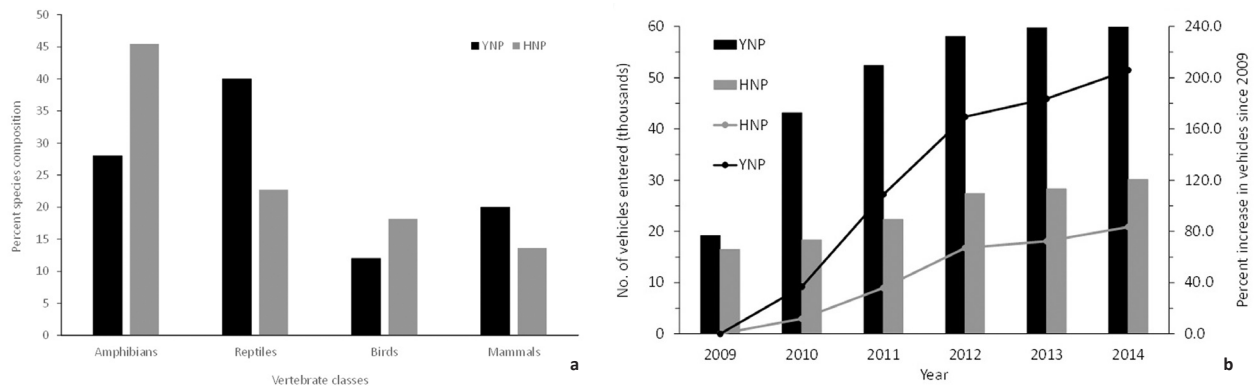 50
45
40
35
30
25
20
15
10
5
0
Percent species composition
YNP HNP
Amphibians Reptiles Birds Mammals
Vertebrate classes
a
60
50
40
30
20
10
0
No. of vehicles entered (thousands)
YNP
HNP
HNP
YNP
240.0
200.0
160.0
120.0
80.0
40.0
0.0
Percent increase in vehicles since 2009
2009 2010 2011 2012 2013 2014
Year
b